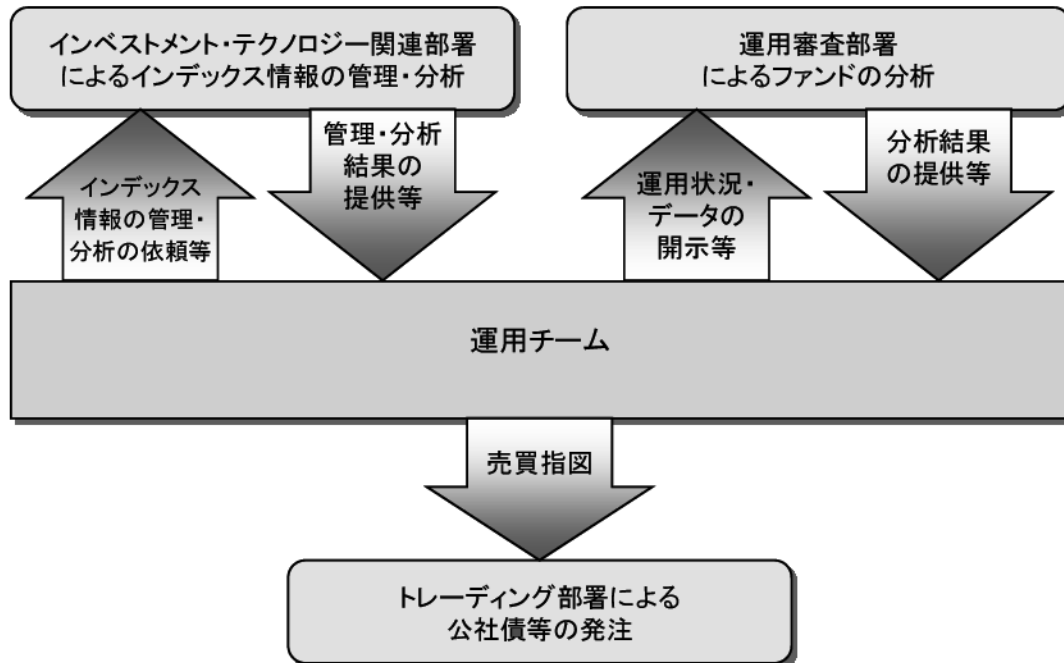 インベストメント・テクノロジー関連部署
によるインデックス情報の管理・分析
運用審査部署
によるファンドの分析
インデックス
情報の管理・
分析の依頼等
管理・分析
結果の
提供等
運用状況・
データの
開示等
分析結果
の提供等
運用チーム
売買指図
トレーディング部署による
公社債等の発注